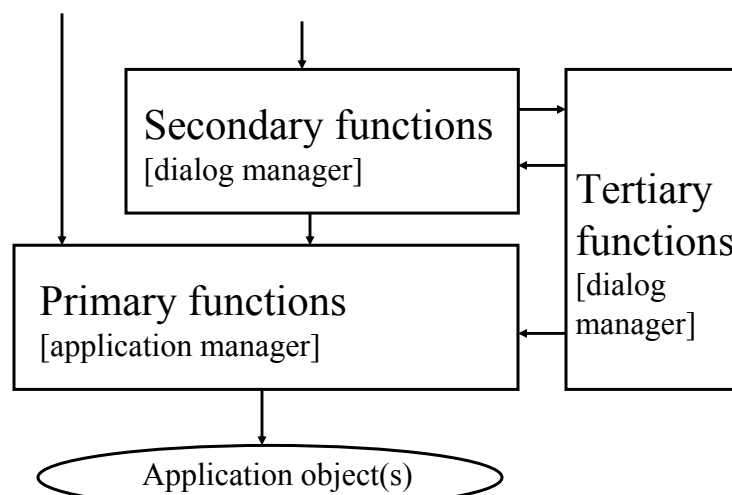 Secondary functions
[dialog manager]
Tertiary
functions
[dialog
manager]
Primary functions
[application manager]
Application object(s)